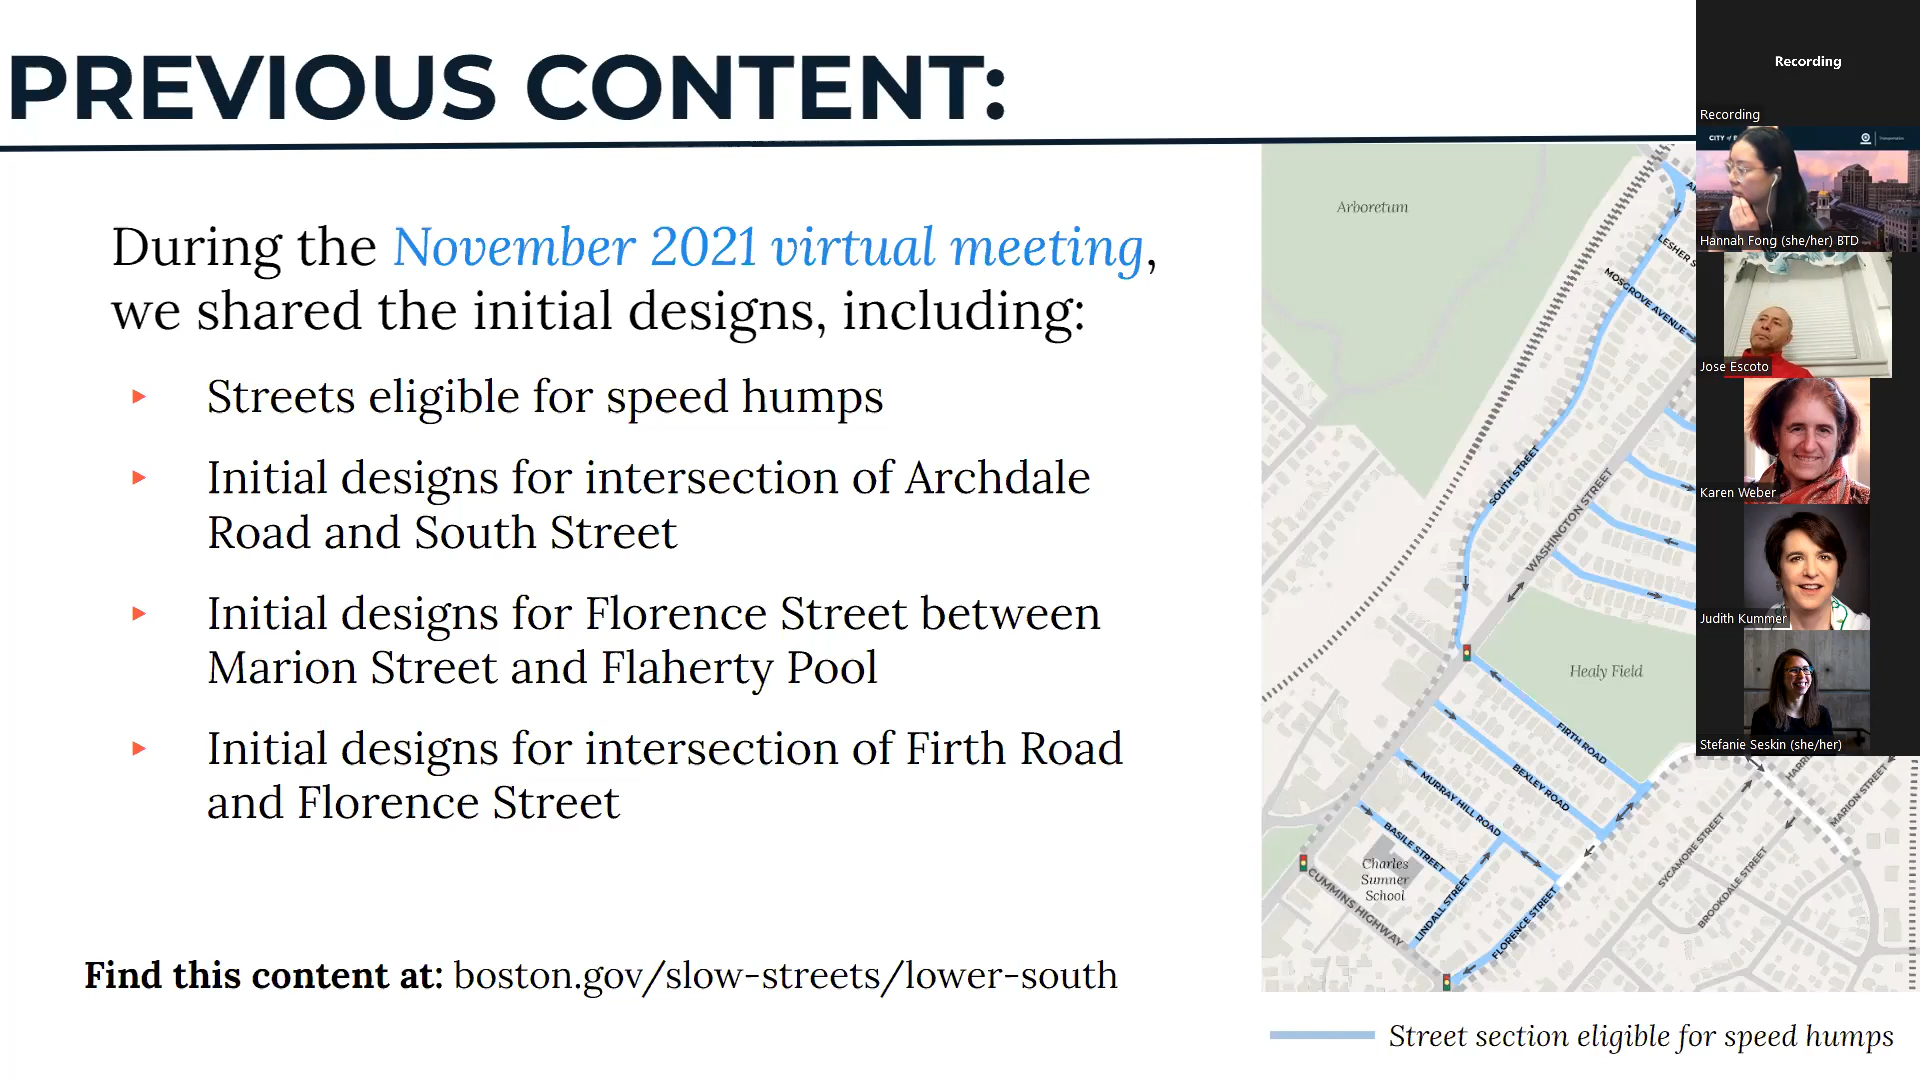 PREVIOUS CONTENT:
During the November 2021 virtual meeting,
we shared the initial designs, including:
Streets eligible for speed humps
Initial designs for intersection of Archdale
Road and South Street
Initial designs for Florence Street between
Marion Street and Flaherty Pool
Initial designs for intersection of Firth Road
and Florence Street
Find this content at: boston.gov/slow-streets/lower-south
Arboretum
LESHER
MOSGROVE AVENUE
SOUTH STREET
WASHINGTON STREET
Healy Field
FIRTH ROAD
BEXLEY ROAD
MURRAY HILL ROAD
BASILE STREET
Charles
Sumner
School
CUMMINS HIGHWAY
LINDALL STREET
FLORENCE STREET
SYCAMORE STREET
BROOKDALE STREET
MARION STREET
Street section eligible for speed humps
Recording
Recording
CITY of
Hannah Fong (she/her) BTD
Jose Escoto
Karen Weber
Judith Kummer
Stefanie Seskin (she/her)